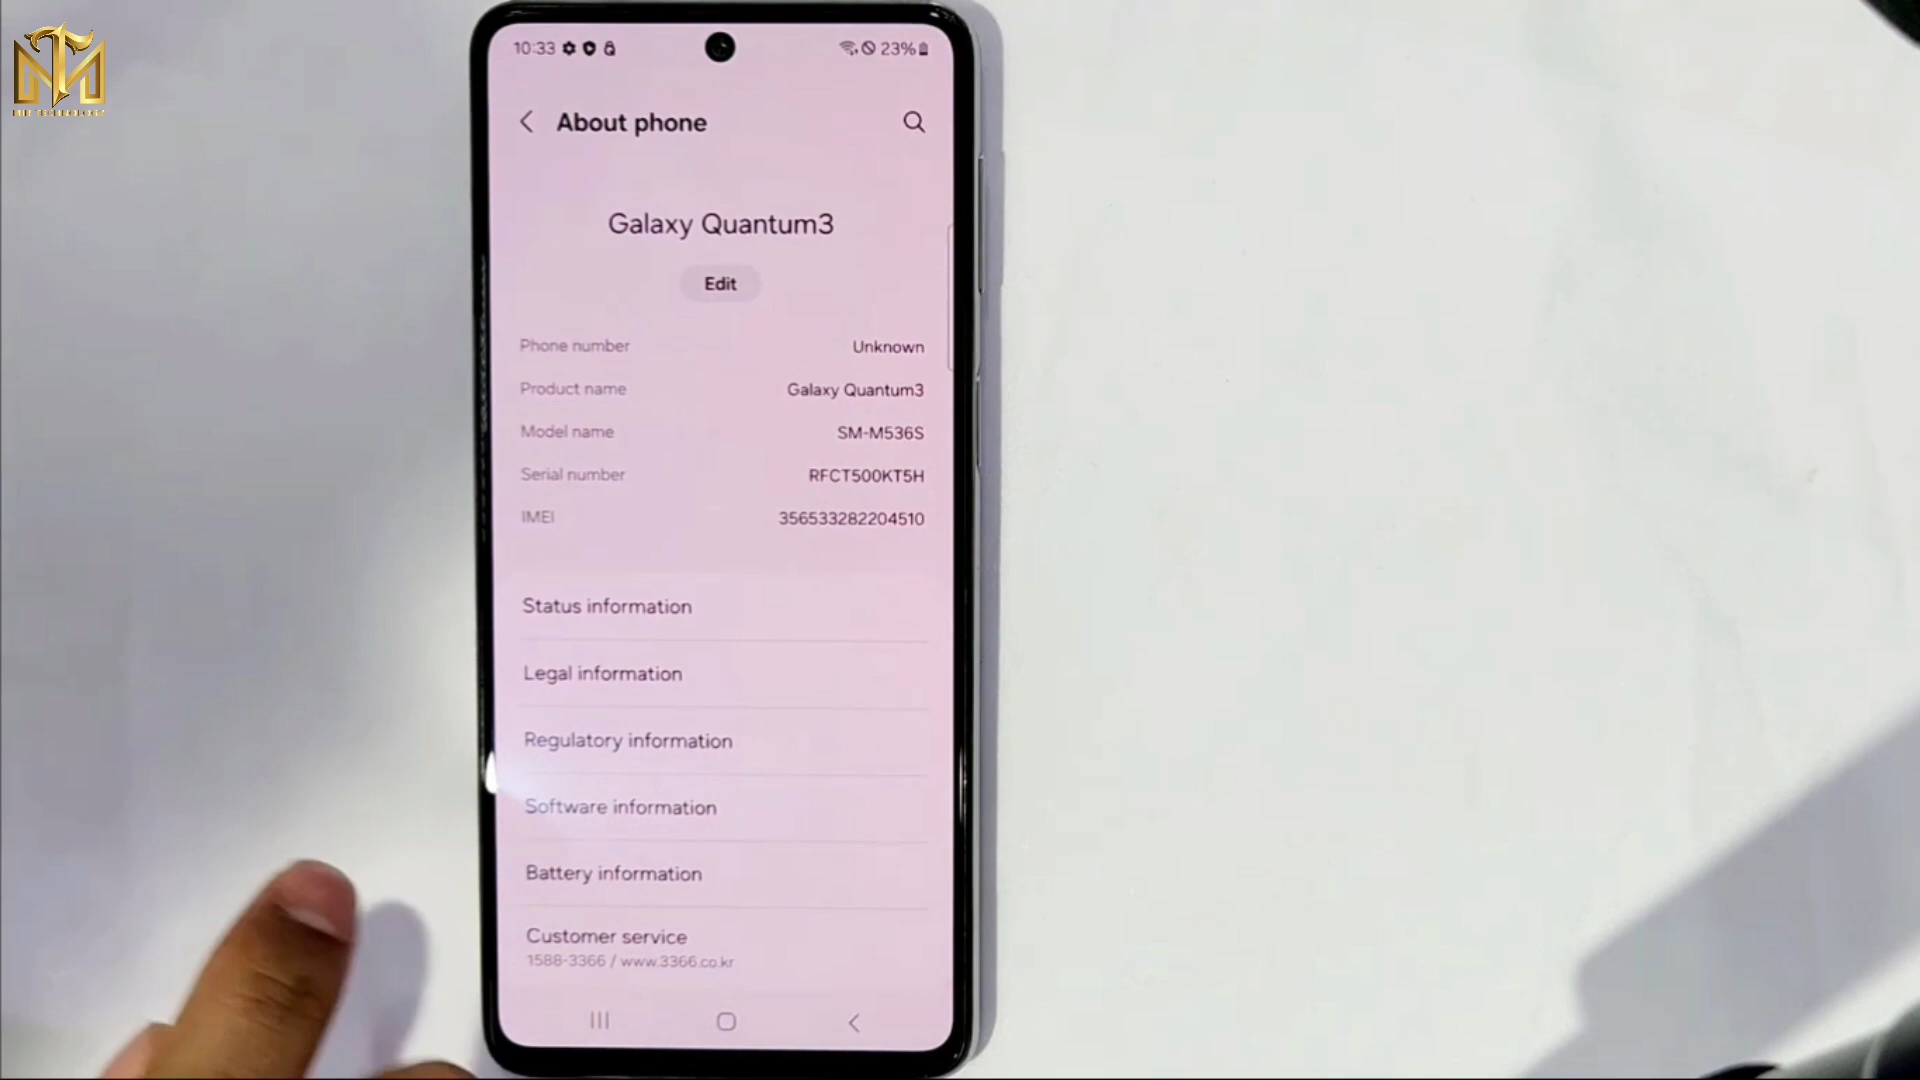 10:33 23%
About phone
Galaxy Quantum3
Edit
Phone number Unknown
Product name Galaxy Quantum3
Model name SM-M536S
Serial number RFCT500KT5H
IMEI 356533282204510
Status information
Legal information
Regulatory information
Software information
Battery information
Customer service
1588-3366 / www.3366.co.kr